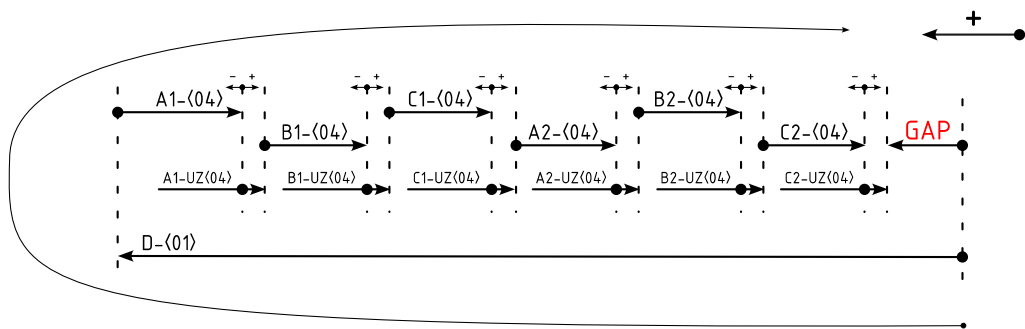 +
- + - + - + - + - + - +
A1-⟨04⟩ C1-⟨04⟩ B2-⟨04⟩
B1-⟨04⟩ A2-⟨04⟩ C2-⟨04⟩ GAP
A1-UZ⟨04⟩ B1-UZ⟨04⟩ C1-UZ⟨04⟩ A2-UZ⟨04⟩ B2-UZ⟨04⟩ C2-UZ⟨04⟩
D-⟨01⟩